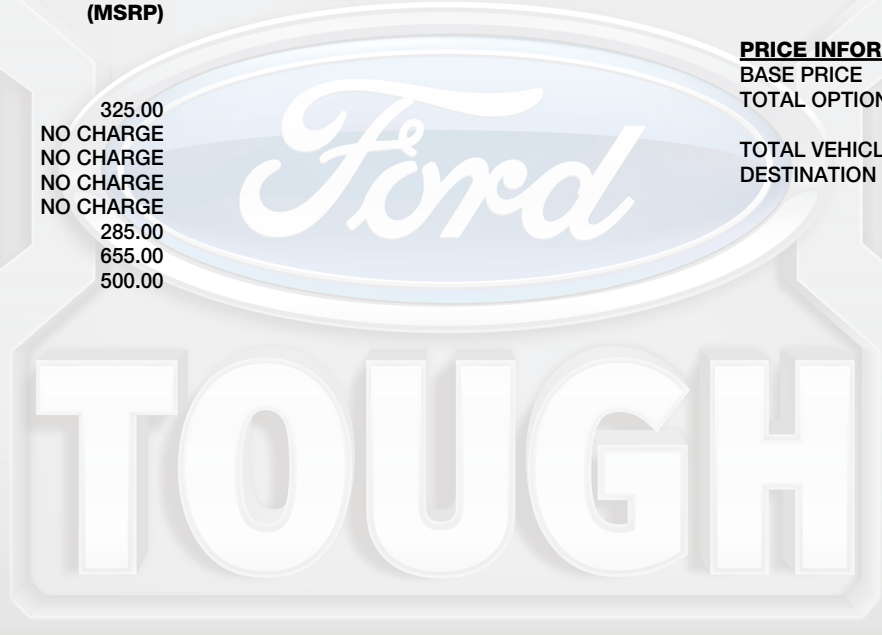 (MSRP)
325.00
NO CHARGE
NO CHARGE
NO CHARGE
NO CHARGE
285.00
655.00
500.00
PRICE INFOR
BASE PRICE
TOTAL OPTION
TOTAL VEHICL
DESTINATION
Ford
TOUGH